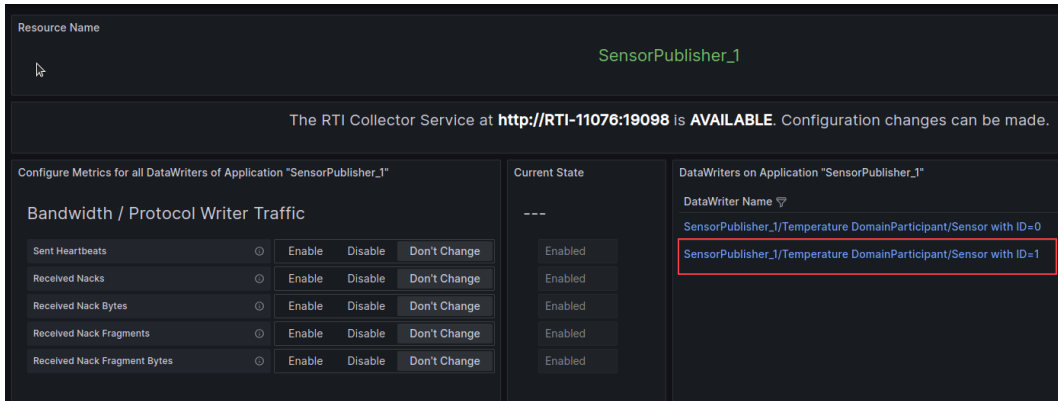 Resource Name
SensorPublisher_1
The RTI Collector Service at http://RTI-11076:19098 is AVAILABLE. Configuration changes can be made.
Configure Metrics for all DataWriters of Application "SensorPublisher_1"
Bandwidth / Protocol Writer Traffic
Sent Heartbeats Enable Disable Don't Change
Received Nacks Enable Disable Don't Change
Received Nack Bytes Enable Disable Don't Change
Received Nack Fragments Enable Disable Don't Change
Received Nack Fragment Bytes Enable Disable Don't Change
Current State
---
Enabled
Enabled
Enabled
Enabled
Enabled
DataWriters on Application "SensorPublisher_1"
DataWriter Name
SensorPublisher_1/Temperature DomainParticipant/Sensor with ID=0
SensorPublisher_1/Temperature DomainParticipant/Sensor with ID=1